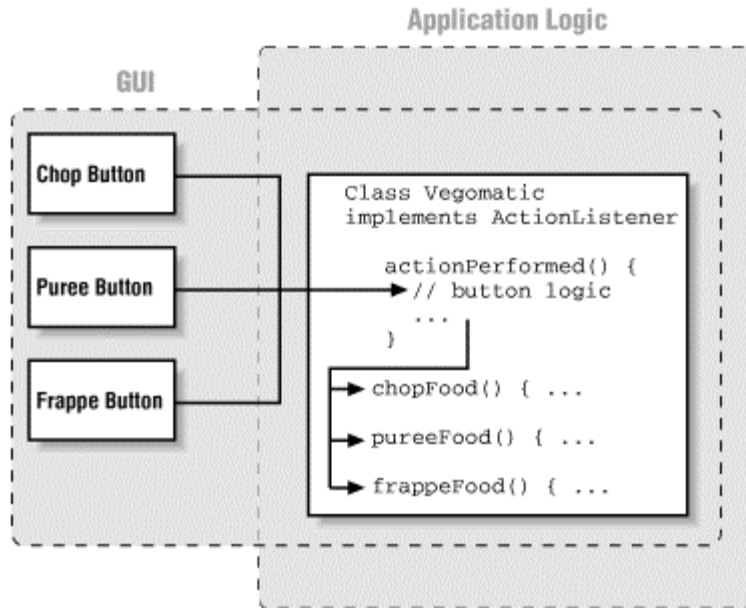 Application Logic
GUI
Chop Button
Puree Button
Frappe Button
Class Vegomatic
implements ActionListener
actionPerformed() {
// button logic
...
}
chopFood() { ...
pureeFood() { ...
frappeFood() { ...